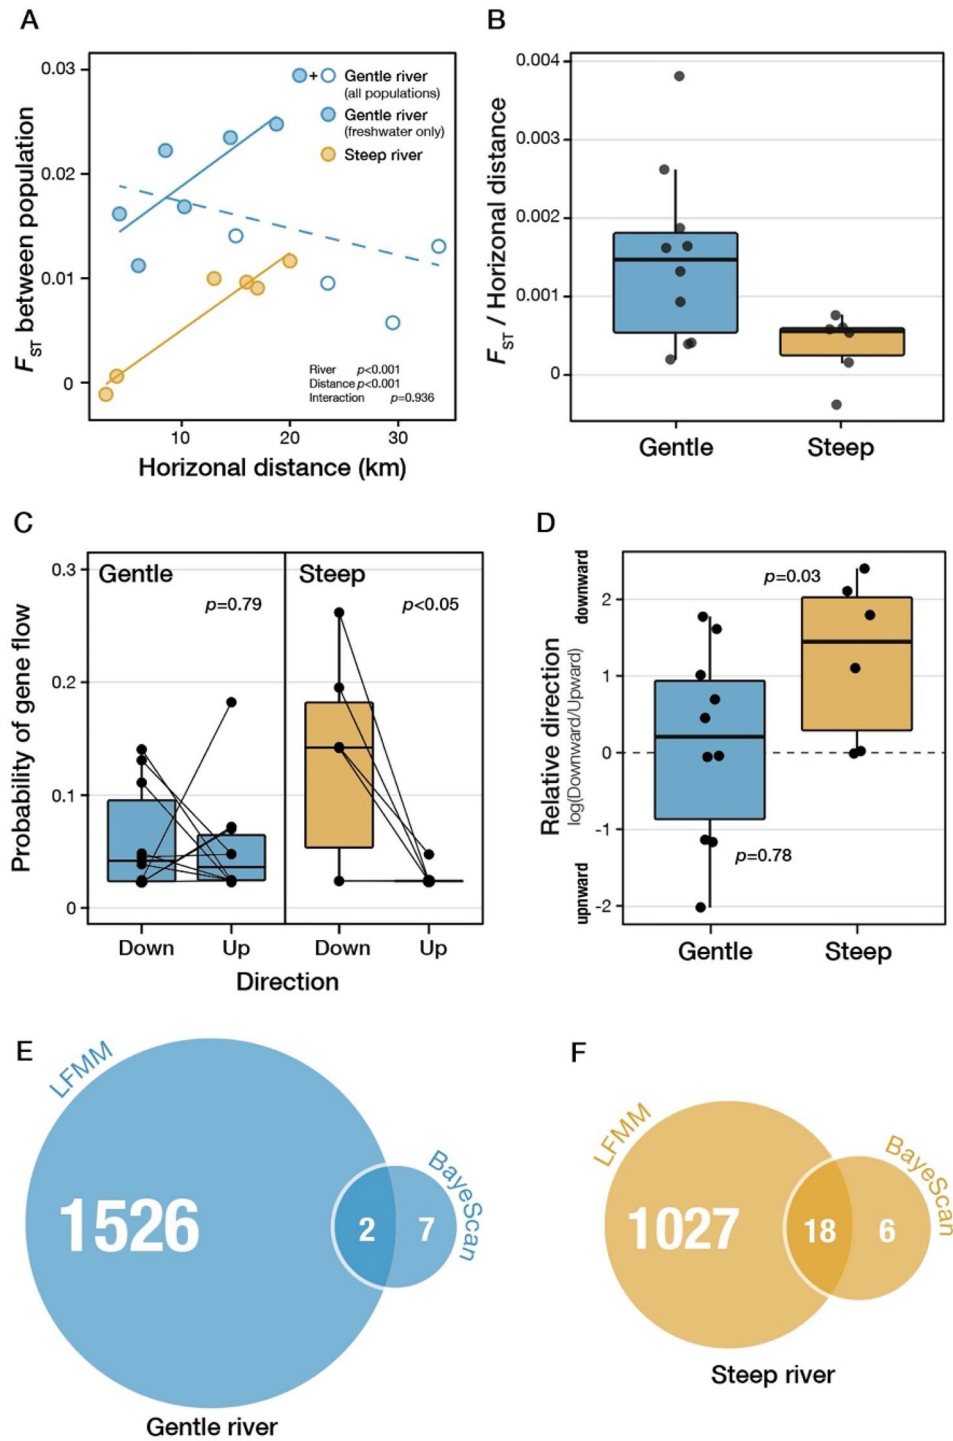 A
0.03
0.02
0.01
0
FST between population
+ Gentle river
(all populations)
Gentle river
(freshwater only)
Steep river
River p<0.001
Distance p<0.001
Interaction p=0.936
10 20 30
Horizonal distance (km)
B
0.004
0.003
0.002
0.001
0
FST / Horizonal distance
Gentle Steep
C
0.3
0.2
0.1
0
Probability of gene flow
Gentle
p=0.79
Steep
p<0.05
Down Up Down Up
Direction
D
downward
upnward
Relative direction
log(Downward/Upward)
2
1
0
-1
-2
p=0.03
p=0.78
Gentle Steep
E
LFMM
BayeScan
1526 2 7
Gentle river
F
LFMM
BayeScan
1027 18 6
Steep river